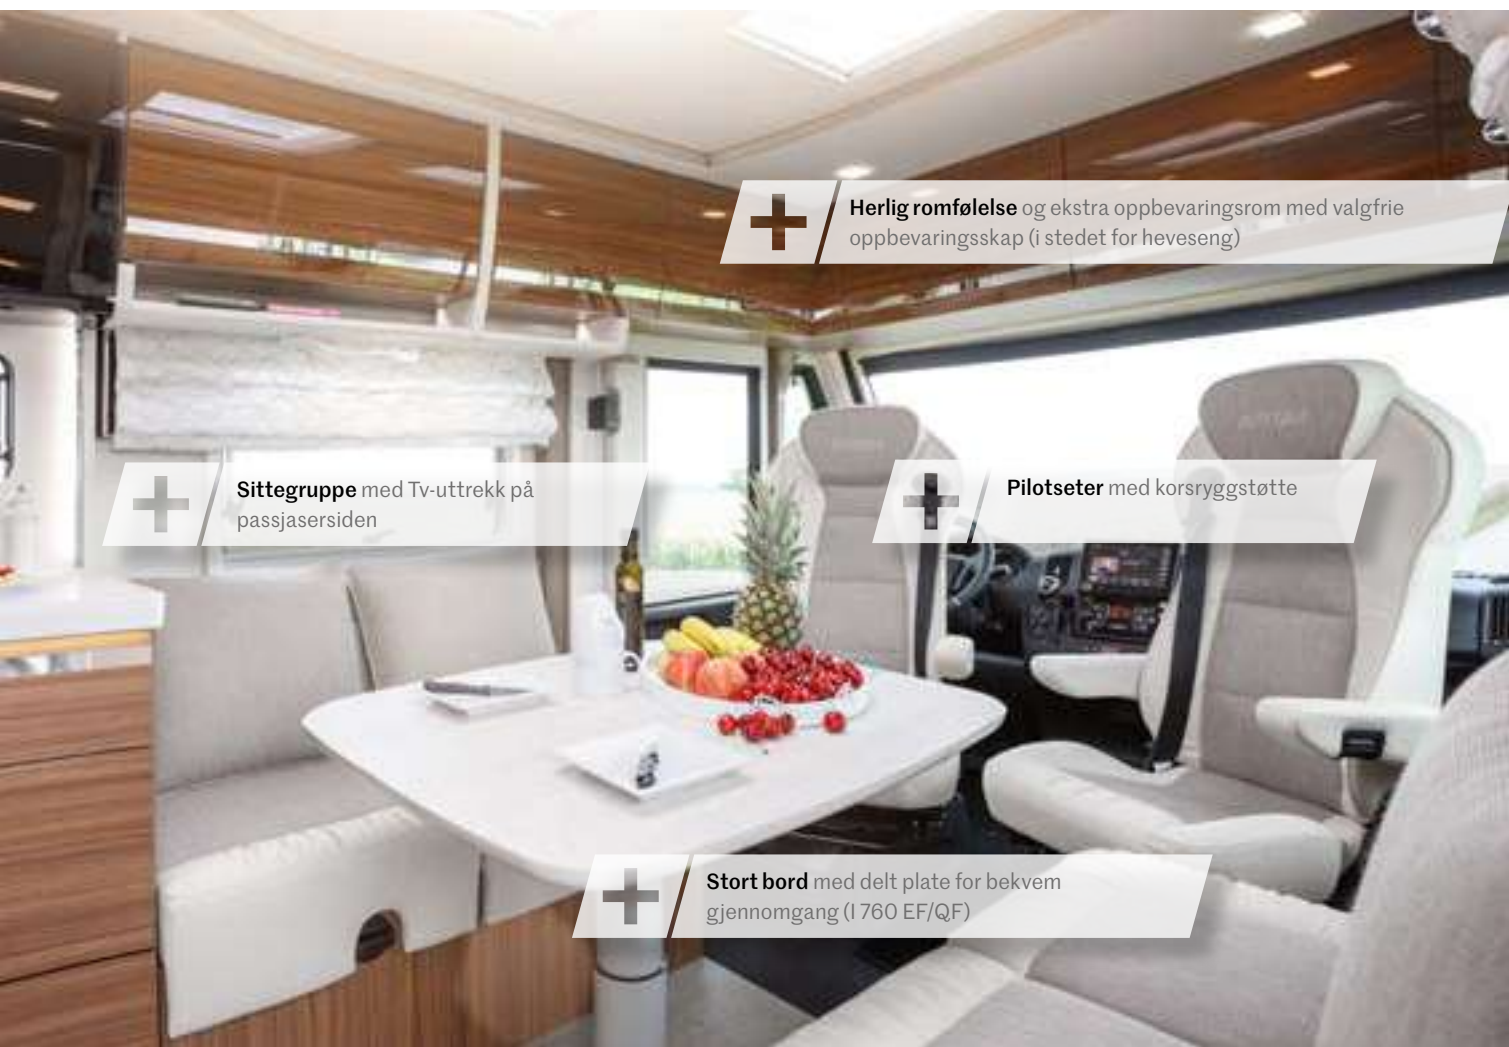 Herlig romfølelse og ekstra oppbevaringsrom med valgfrie
oppbevaringsskap (i stedet for heveseng)
Sittegruppe med Tv-uttrekk på
passjasersiden
Pilotseter med korsryggstøtte
Stort bord med delt plate for bekvem
gjennomgang (I 760 EF/QF)